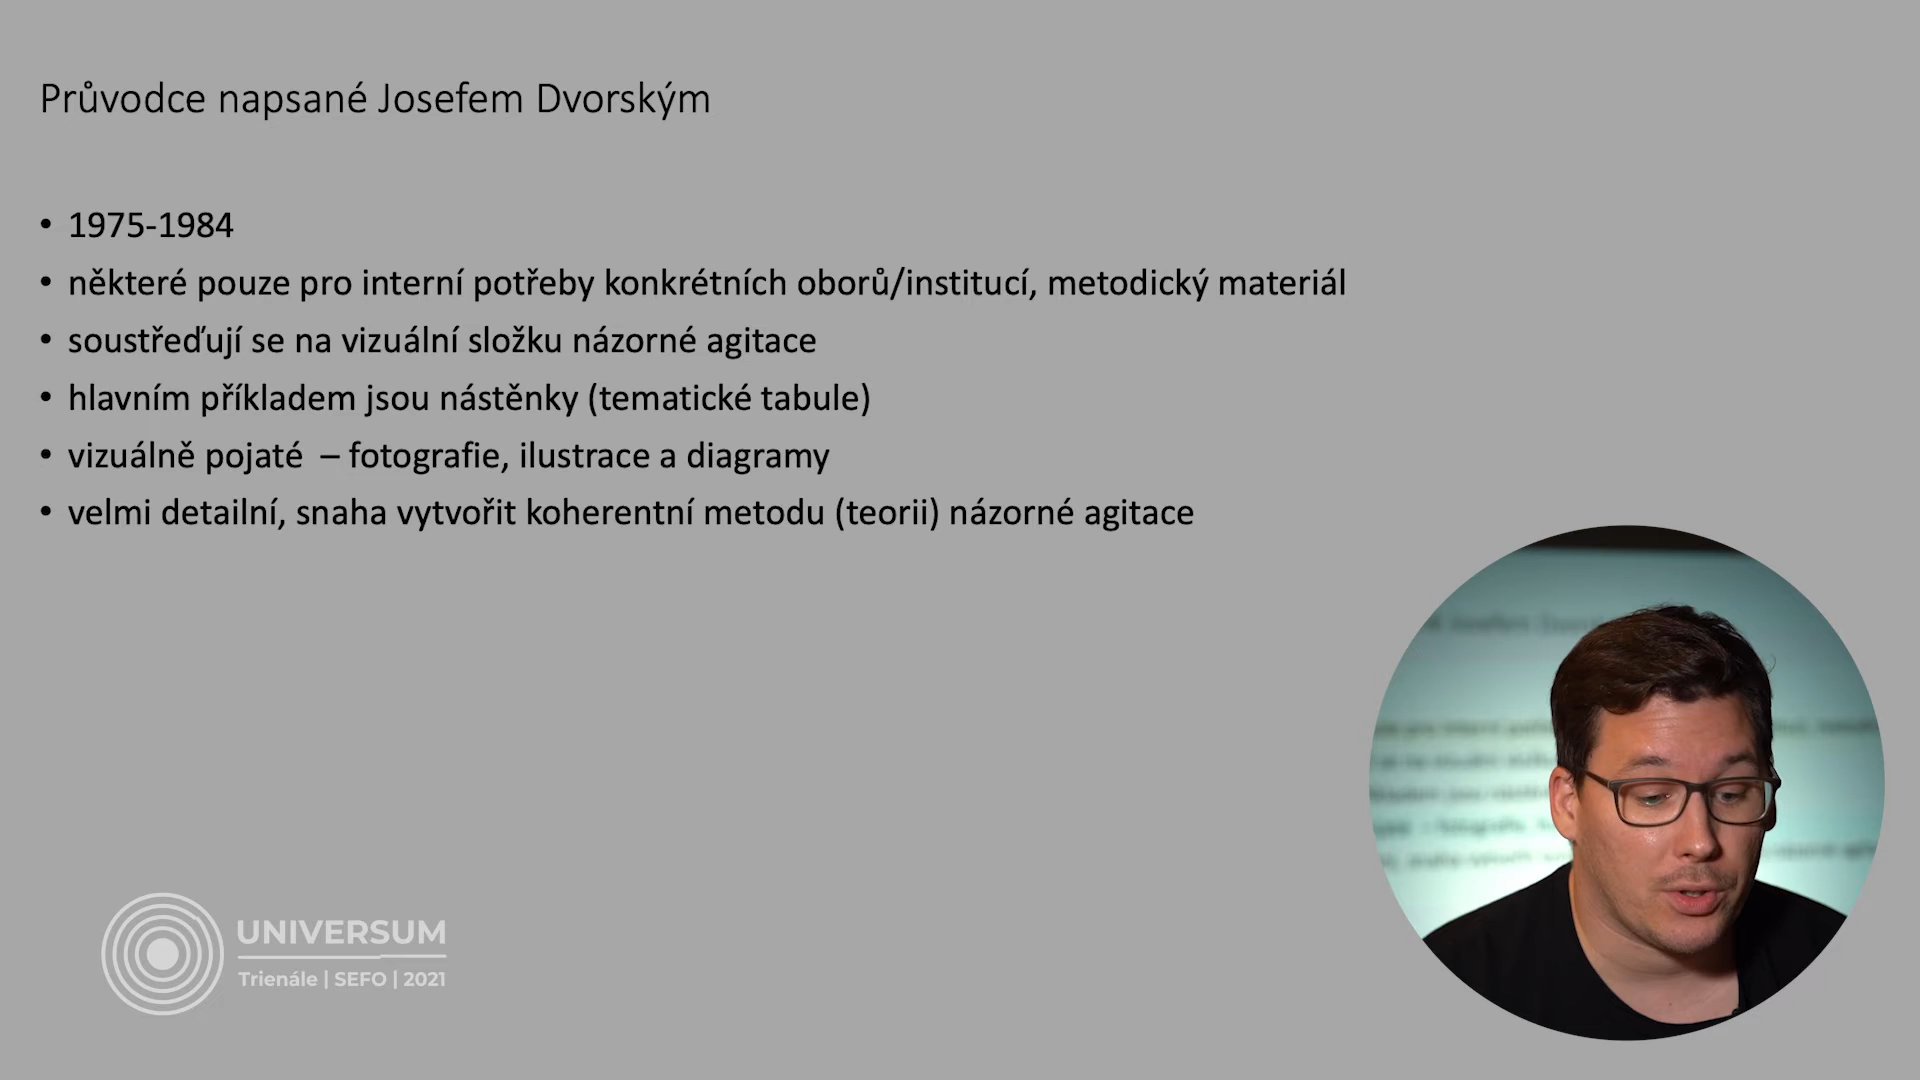 Průvodce napsané Josefem Dvorským
• 1975-1984
• některé pouze pro interní potřeby konkrétních oborů/institucí, metodický materiál
• soustřeďují se na vizuální složku názorné agitace
• hlavním příkladem jsou nástěnky (tematické tabule)
• vizuálně pojaté – fotografie, ilustrace a diagramy
• velmi detailní, snaha vytvořit koherentní metodu (teorii) názorné agitace
UNIVERSUM
Trienále | SEFO | 2021